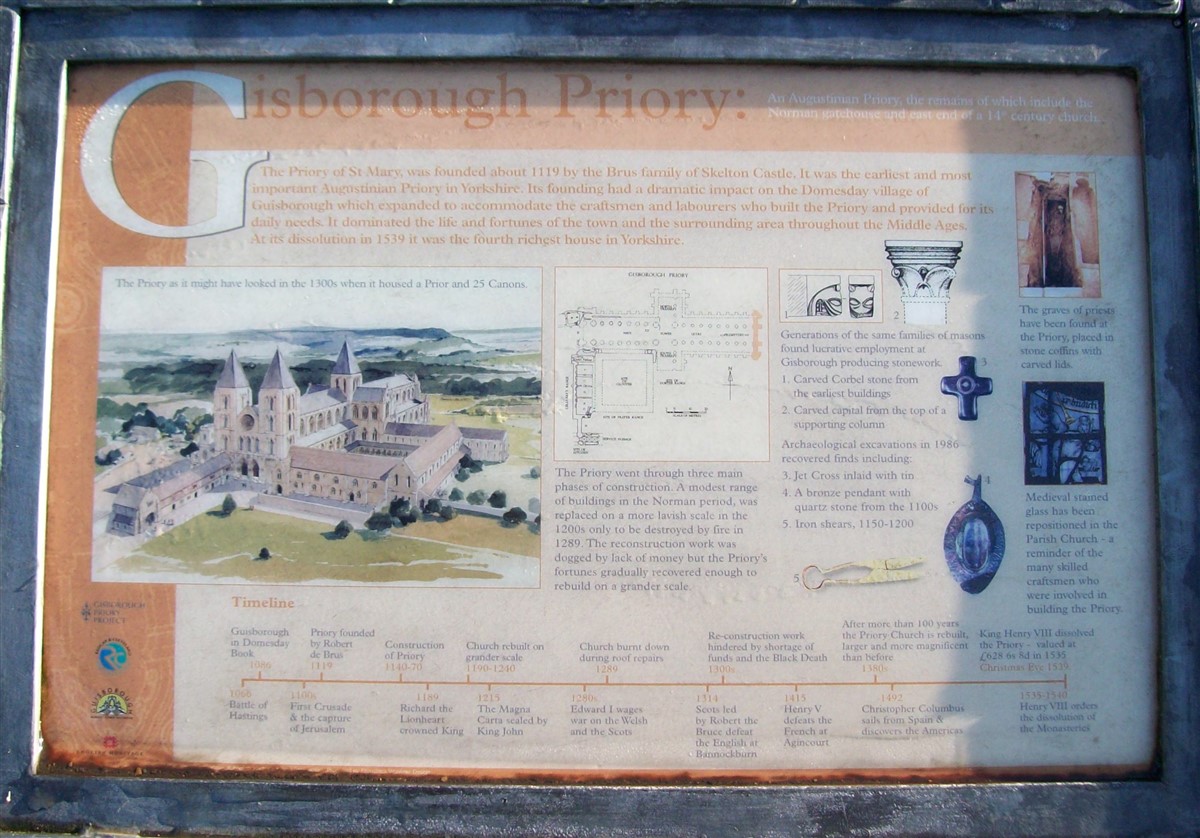 Gisborough Priory:
An Augustinian Priory, the remains of which include the
Norman gatehouse and east end of a 14th century church.
The Priory of St Mary, was founded about 1119 by the Brus family of Skelton Castle. It was the earliest and most
important Augustinian Priory in Yorkshire. Its founding had a dramatic impact on the Domesday village of
Guisborough which expanded to accommodate the craftsmen and labourers who built the Priory and provided for its
daily needs. It dominated the life and fortunes of the town and the surrounding area throughout the Middle Ages.
At its dissolution in 1539 it was the fourth richest house in Yorkshire.
The Priory as it might have looked in the 1300s when it housed a Prior and 25 Canons.
GISBOROUGH PRIORY
The Priory went through three main
phases of construction. A modest range
of buildings in the Norman period, was
replaced on a more lavish scale in the
1200s only to be destroyed by fire in
1289. The reconstruction work was
dogged by lack of money but the Priory's
fortunes gradually recovered enough to
rebuild on a grander scale.
2
Generations of the same families of masons
found lucrative employment at
Gisborough producing stonework.
1. Carved Corbel stone from
the earliest buildings
2. Carved capital from the top of a
supporting column
Archaeological excavations in 1986
recovered finds including:
3. Jet Cross inlaid with tin
4. A bronze pendant with
quartz stone from the 1100s
5. Iron shears, 1150-1200
3
4
5
The graves of priests
have been found at
the Priory, placed in
stone coffins with
carved lids.
Medieval stained
glass has been
repositioned in the
Parish Church - a
reminder of the
many skilled
craftsmen who
were involved in
building the Priory.
GISBOROUGH
PRIORY
PROJECT
GUISBOROUGH
ENGLISH HERITAGE
Timeline
Guisborough
in Domesday
Book
1086
Priory founded
by Robert
de Brus
1119
Construction
of Priory
1140-70
Church rebuilt on
grander scale
1190-1240
Church burnt down
during roof repairs
1289
Re-construction work
hindered by shortage of
funds and the Black Death
1300s
After more than 100 years
the Priory Church is rebuilt,
larger and more magnificent
than before
1380s
King Henry VIII dissolved
the Priory - valued at
£628 6s 8d in 1535
Christmas Eve 1539
1066
Battle of
Hastings
1100s
First Crusade
& the capture
of Jerusalem
1189
Richard the
Lionheart
crowned King
1215
The Magna
Carta sealed by
King John
1280s
Edward I wages
war on the Welsh
and the Scots
1314
Scots led
by Robert the
Bruce defeat
the English at
Bannockburn
1415
Henry V
defeats the
French at
Agincourt
1492
Christopher Columbus
sails from Spain &
discovers the Americas
1535-1540
Henry VIII orders
the dissolution of
the Monasteries